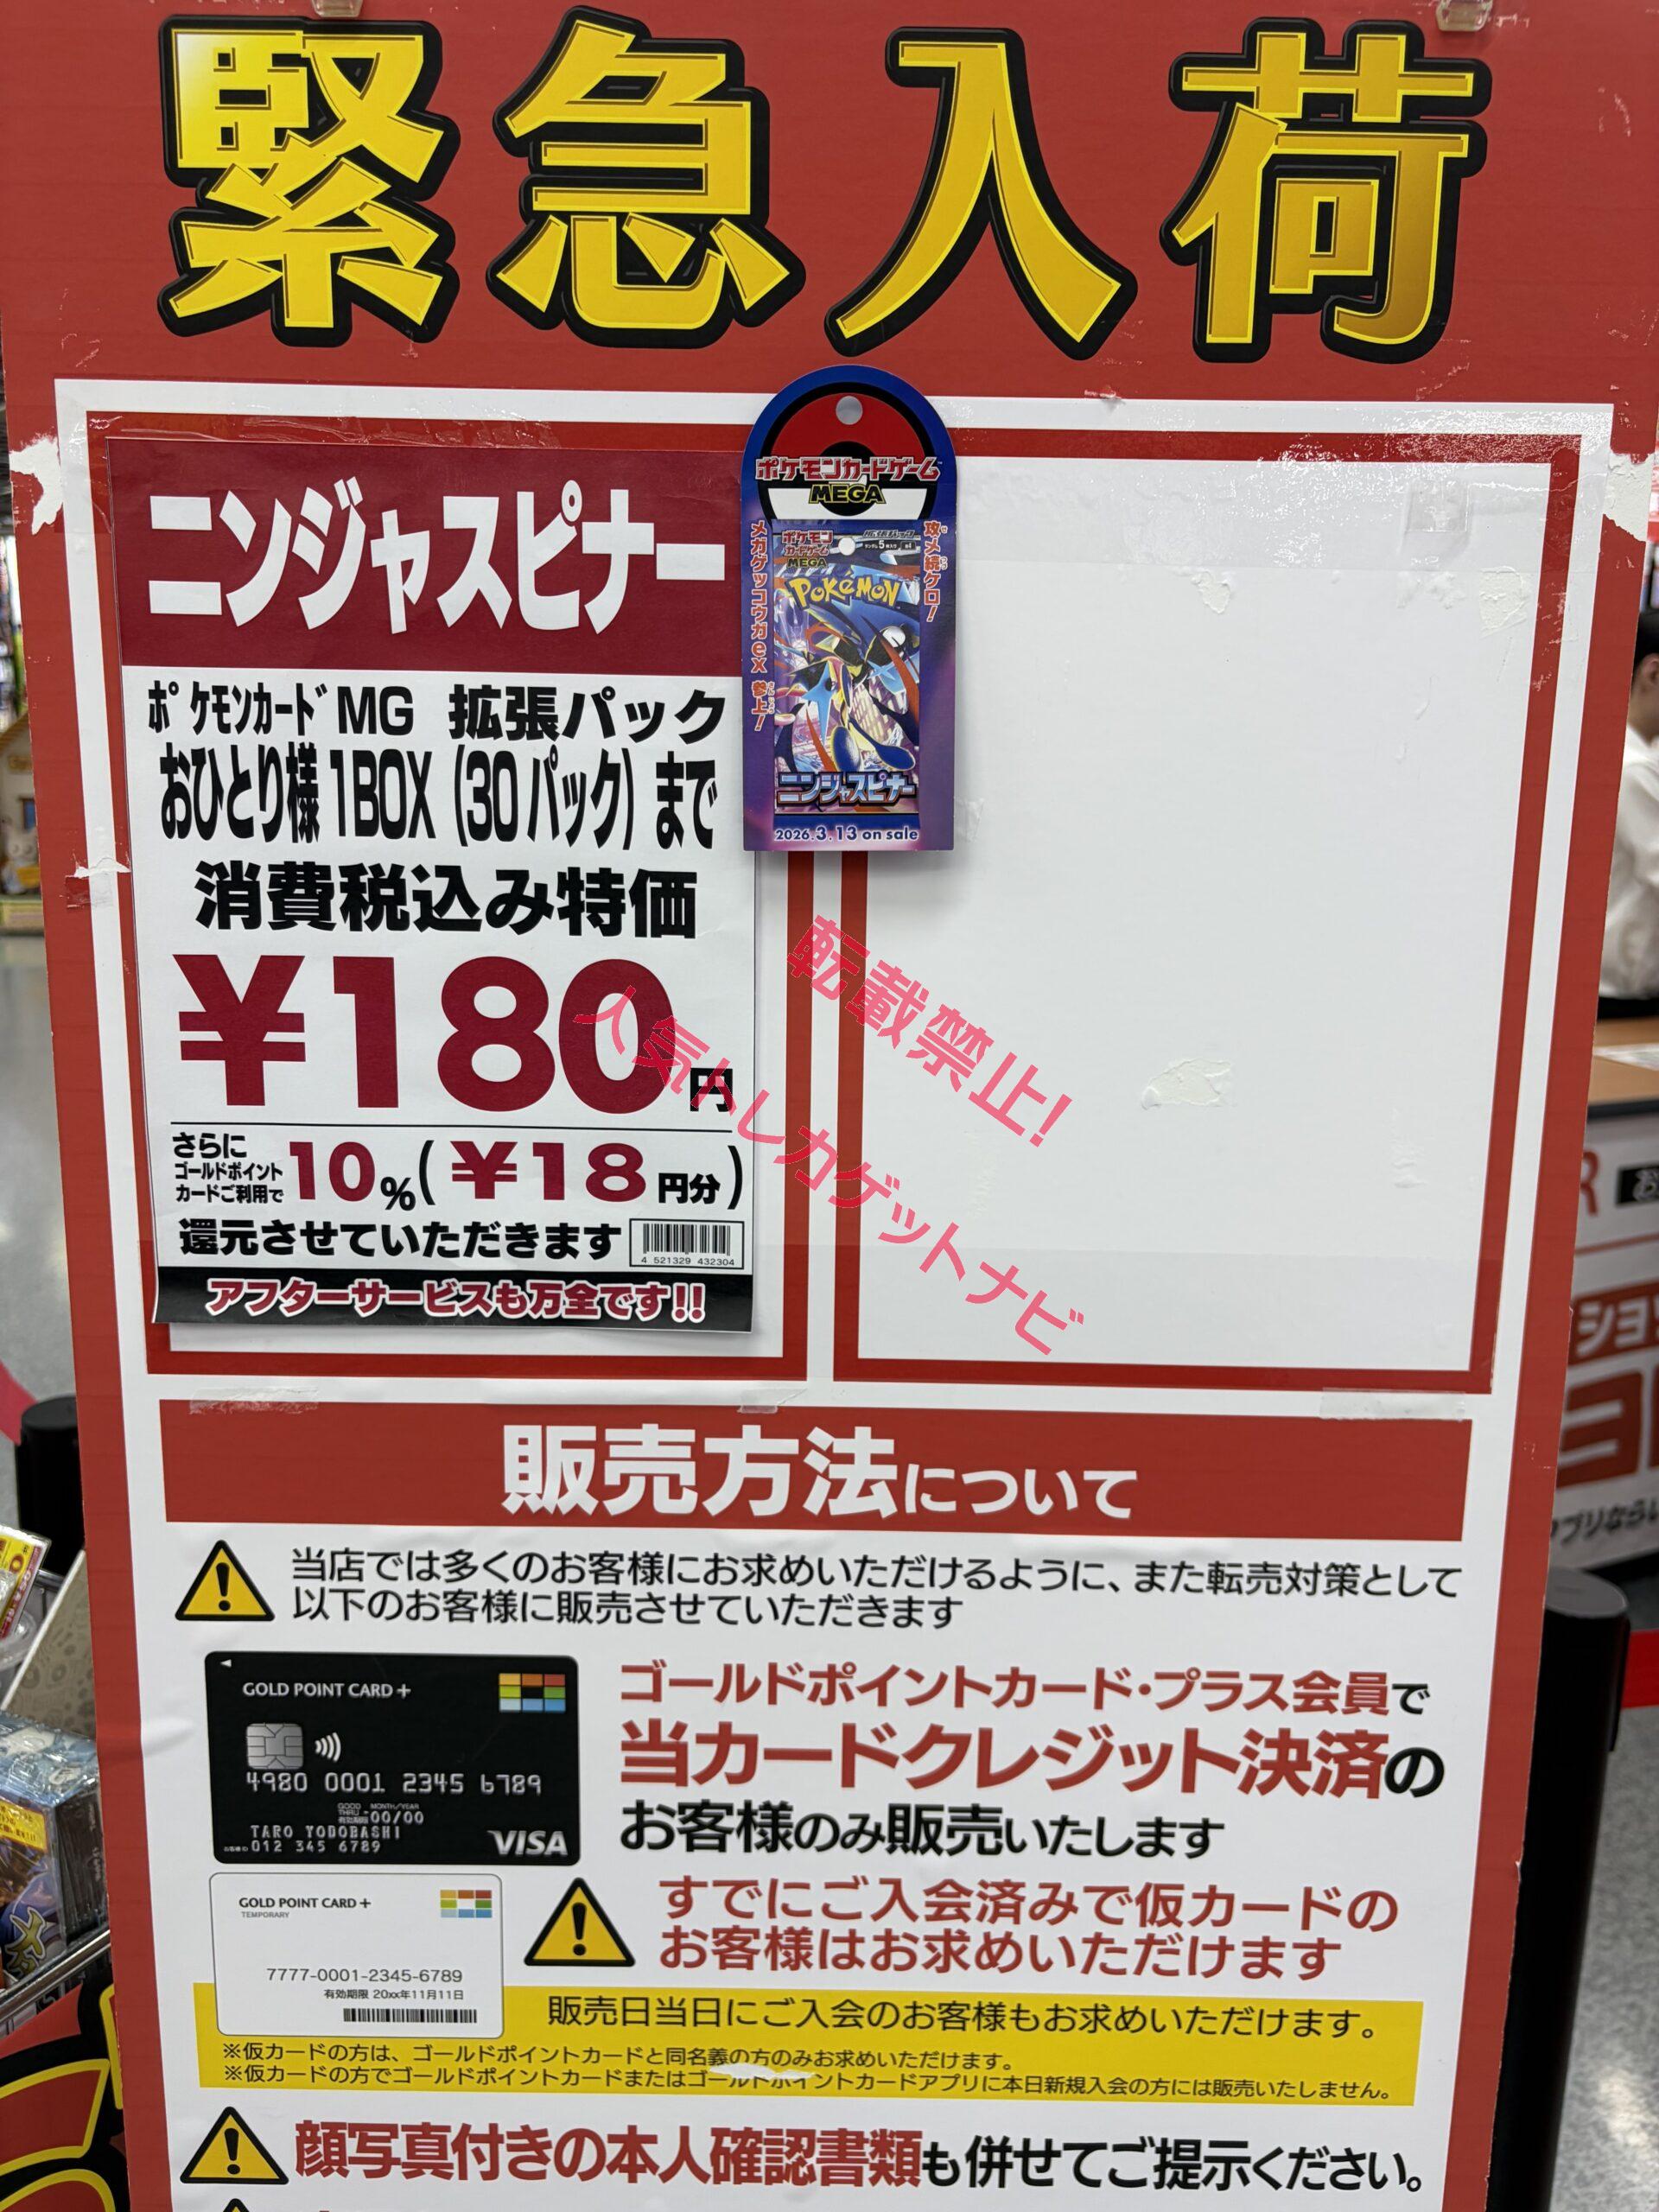 緊急入荷
ニンジャスピナー
ポケモンカードMG 拡張パック
おひとり様1BOX(30パック)まで
消費税込み特価
¥180円
さらに
ゴールドポイント
カードご利用で
10%(¥18円分)
還元させていただきます
4 521329 432304
アフターサービスも万全です!!
ポケモンカードゲーム
MEGA
メガゲッコウガex 参上!
攻メ続ケロ!
ポケモン
カードゲーム
MEGA
拡張パック
POKéMON
ニンジャスピナー
2026.3.13 on sale
転載禁止!
人気トレカゲットナビ
販売方法について
当店では多くのお客様にお求めいただけるように、また転売対策として
以下のお客様に販売させていただきます
GOLD POINT CARD +
4980 0001 2345 6789
GOOD THRU MONTH/YEAR
有効期限 00/00
TARO YODOBASHI
012 345 6789
VISA
ゴールドポイントカード・プラス会員で
当カードクレジット決済の
お客様のみ販売いたします
GOLD POINT CARD +
TEMPORARY
7777-0001-2345-6789
有効期限 20xx年11月11日
すでにご入会済みで仮カードの
お客様はお求めいただけます
販売日当日にご入会のお客様もお求めいただけます。
※仮カードの方は、ゴールドポイントカードと同名義の方のみお求めいただけます。
※仮カードの方でゴールドポイントカードまたはゴールドポイントカードアプリに本日新規入会の方には販売いたしません。
顔写真付きの本人確認書類も併せてご提示ください。